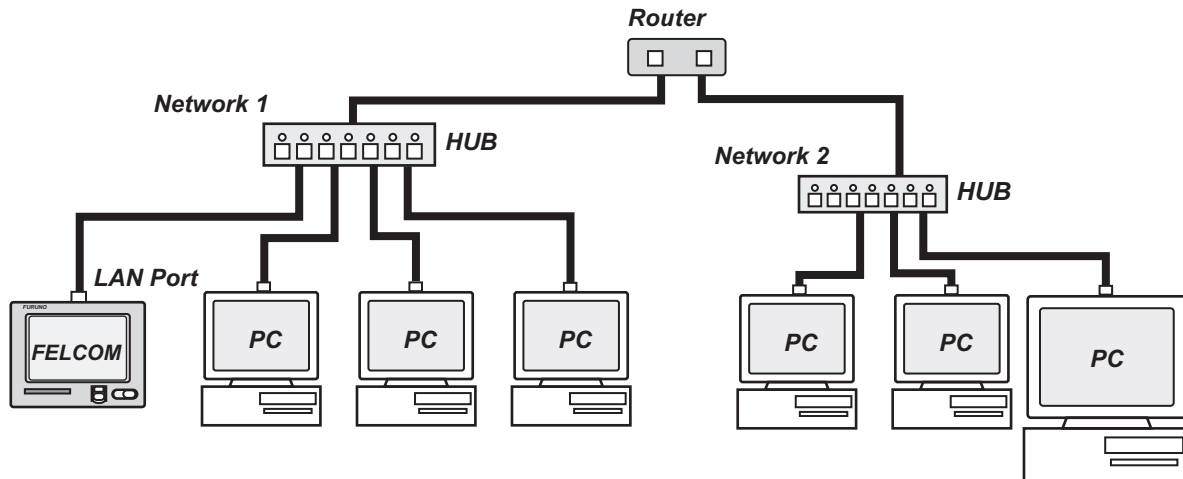 Router
Network 1
HUB
Network 2
HUB
LAN Port
FURUNO
FELCOM
PC
PC
PC
PC
PC
PC